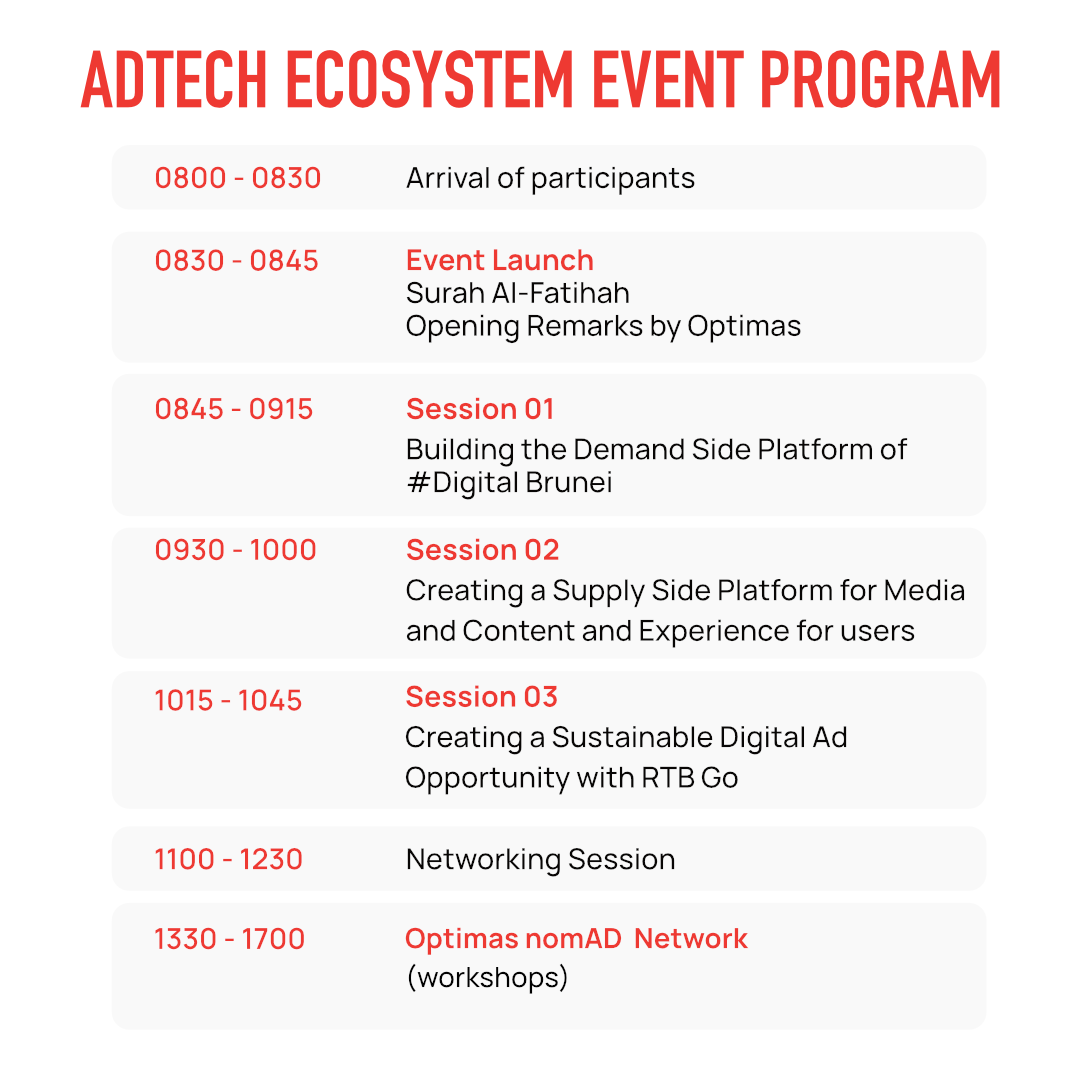 ADTECH ECOSYSTEM EVENT PROGRAM
0800 - 0830 Arrival of participants
0830 - 0845 Event Launch
Surah Al-Fatihah
Opening Remarks by Optimas
0845 - 0915 Session 01
Building the Demand Side Platform of
#Digital Brunei
0930 - 1000 Session 02
Creating a Supply Side Platform for Media
and Content and Experience for users
1015 - 1045 Session 03
Creating a Sustainable Digital Ad
Opportunity with RTB Go
1100 - 1230 Networking Session
1330 - 1700 Optimas nomAD Network
(workshops)